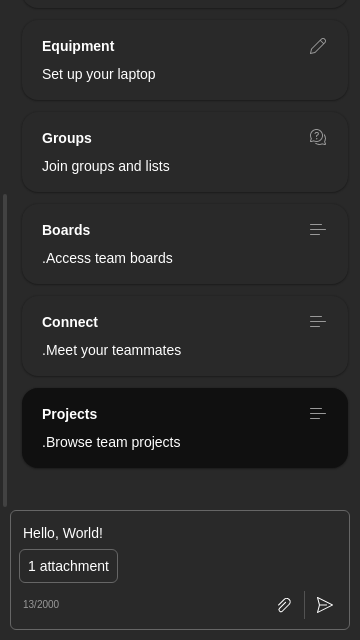 Equipment
Set up your laptop
Groups
Join groups and lists
Boards
.Access team boards
Connect
.Meet your teammates
Projects
.Browse team projects
Hello, World!
1 attachment
13/2000